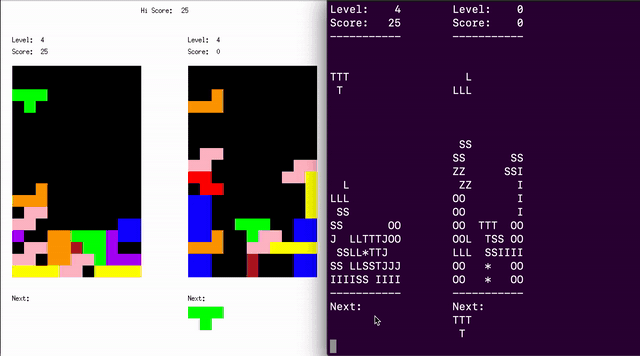 Hi Score: 25
Level: 4    Level: 4
Score: 25    Score: 0
Next:    Next:
Level:    4    Level:    0
Score:   25    Score:    0
----------    ----------
TTT                L
 T               LLL
                  SS
                 SS      SS
                 ZZ     SSI
  L               ZZ      I
LLL              OO       I
 SS              OO       I
SS      OO       OO  TTT OO
J  LLTTTJOO      OOL  TSS OO
 SSLL*TTJ        LLL  SSIIII
SS LLSSTJJJ      OO   *  OO
IIIISS IIII      OO   *  OO
----------    ----------
Next:            Next:
                 TTT
                  T